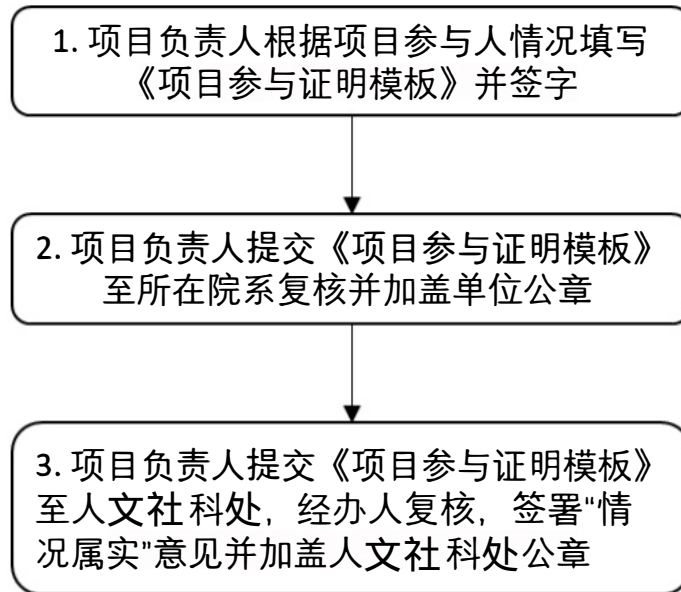 1. 项目负责人根据项目参与人情况填写
《项目参与证明模板》并签字
2. 项目负责人提交《项目参与证明模板》
至所在院系复核并加盖单位公章
3. 项目负责人提交《项目参与证明模板》
至人文社科处，经办人复核，签署“情
况属实”意见并加盖人文社科处公章